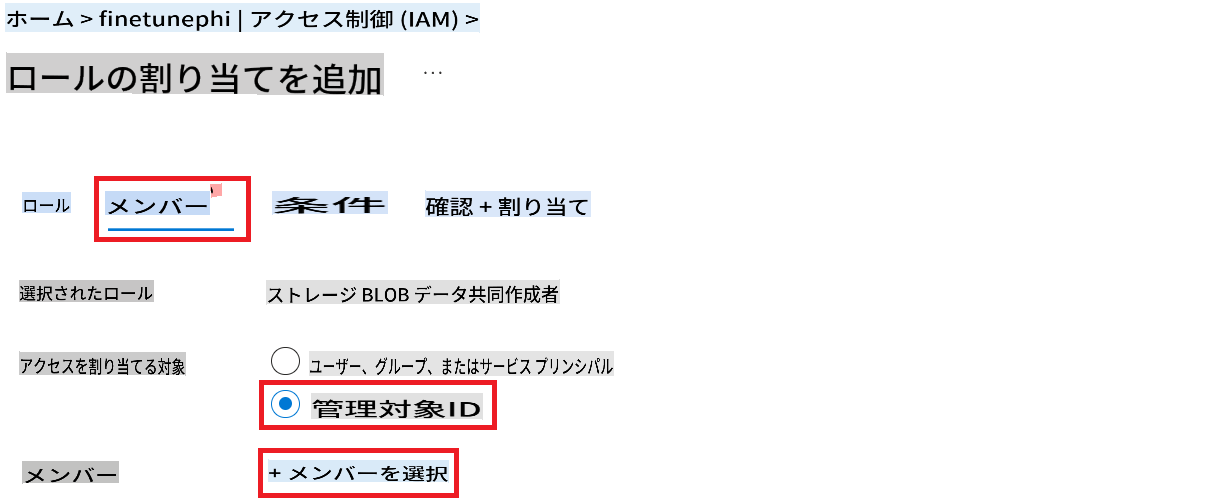 ホーム > finetunephi | アクセス制御 (IAM) >
ロールの割り当てを追加 ...
ロール メンバー 条件 確認 + 割り当て
選択されたロール ストレージ BLOB データ共同作成者
アクセスを割り当てる対象 ユーザー、グループ、またはサービス プリンシパル
管理対象ID
メンバー + メンバーを選択